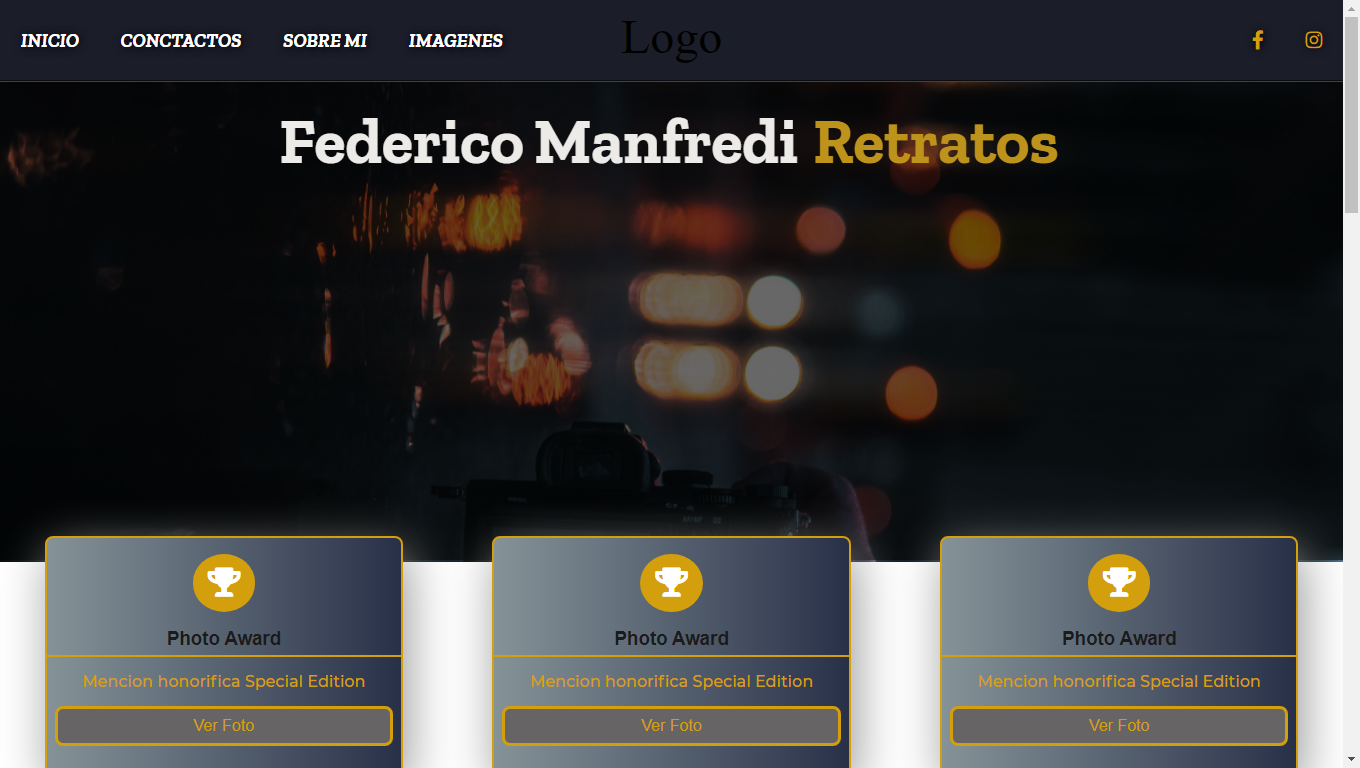 INICIO CONCTACTOS SOBRE MI IMAGENES Logo
Federico Manfredi Retratos
Photo Award Photo Award Photo Award
Mencion honorifica Special Edition Mencion honorifica Special Edition Mencion honorifica Special Edition
Ver Foto Ver Foto Ver Foto